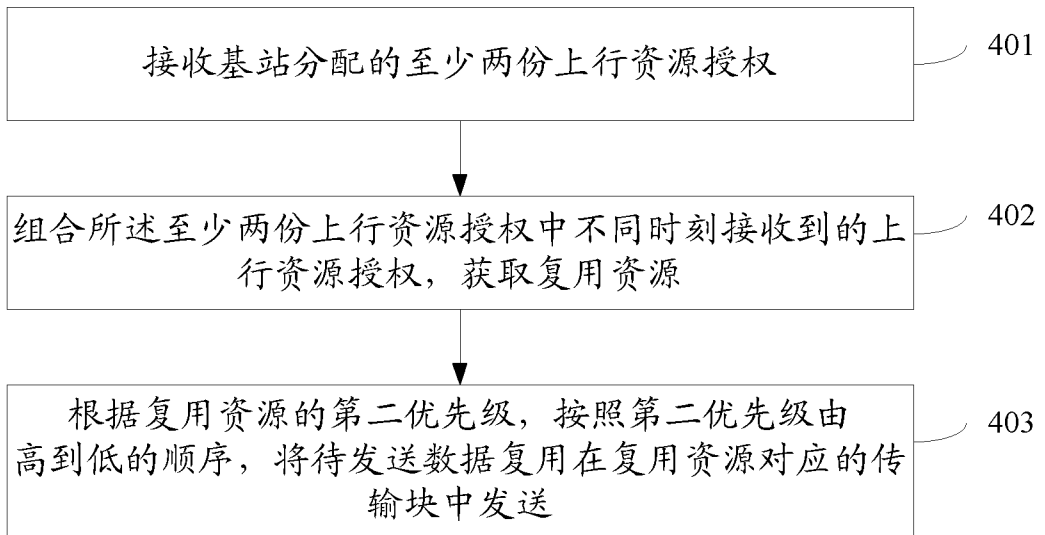 接收基站分配的至少两份上行资源授权
401
组合所述至少两份上行资源授权中不同时刻接收到的上
行资源授权，获取复用资源
402
根据复用资源的第二优先级，按照第二优先级由
高到低的顺序，将待发送数据复用在复用资源对应的传
输块中发送
403